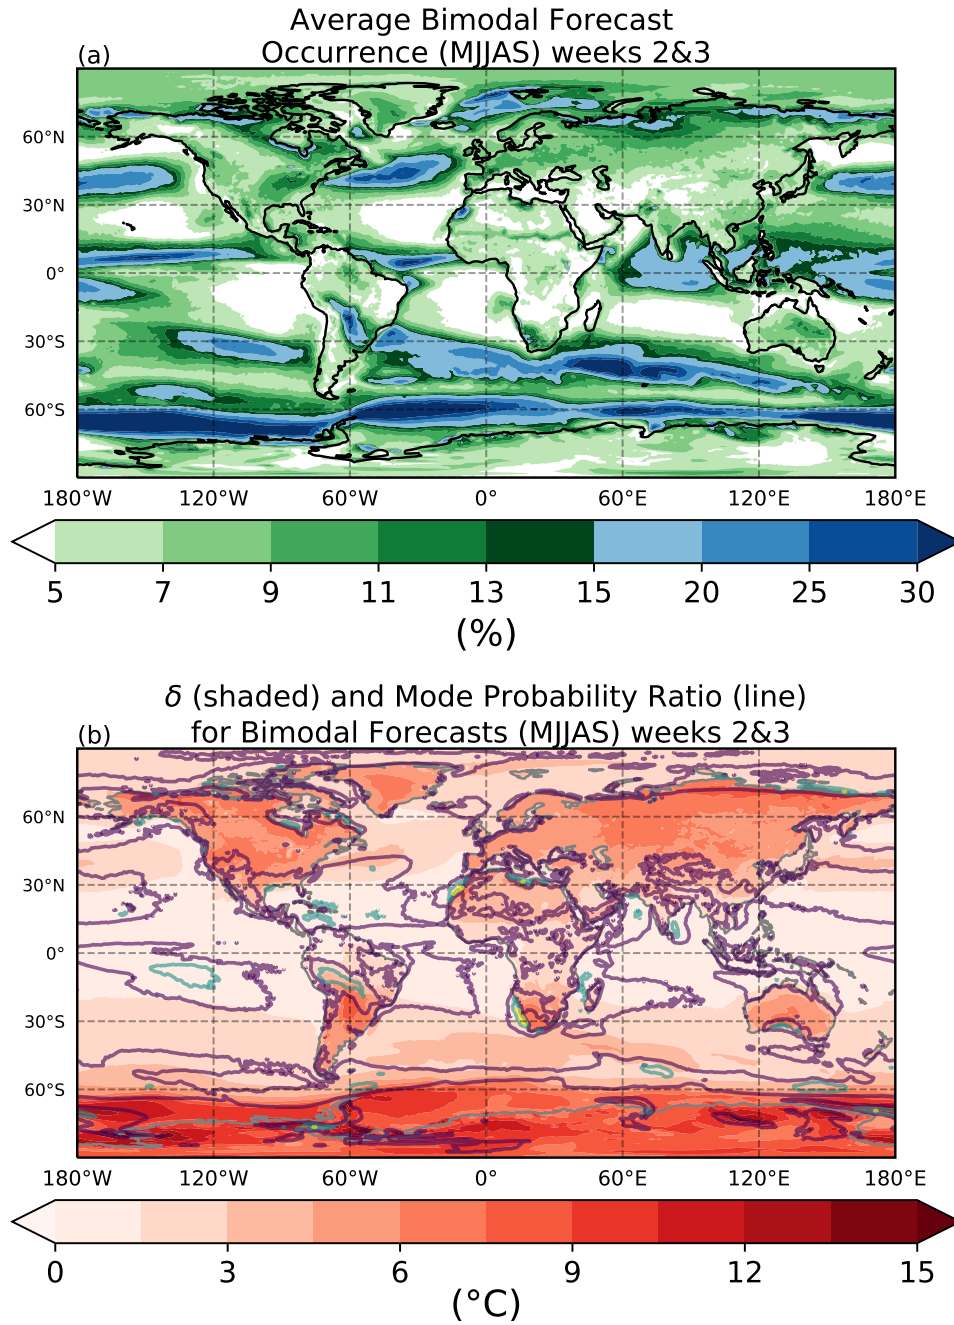 Average Bimodal Forecast
Occurrence (MJJAS) weeks 2&3
(a)
60°N
30°N
0°
30°S
60°S
180°W 120°W 60°W 0° 60°E 120°E 180°E
5 7 9 11 13 15 20 25 30
(%)
δ (shaded) and Mode Probability Ratio (line)
for Bimodal Forecasts (MJJAS) weeks 2&3
(b)
60°N
30°N
0°
30°S
60°S
180°W 120°W 60°W 0° 60°E 120°E 180°E
0 3 6 9 12 15
(°C)